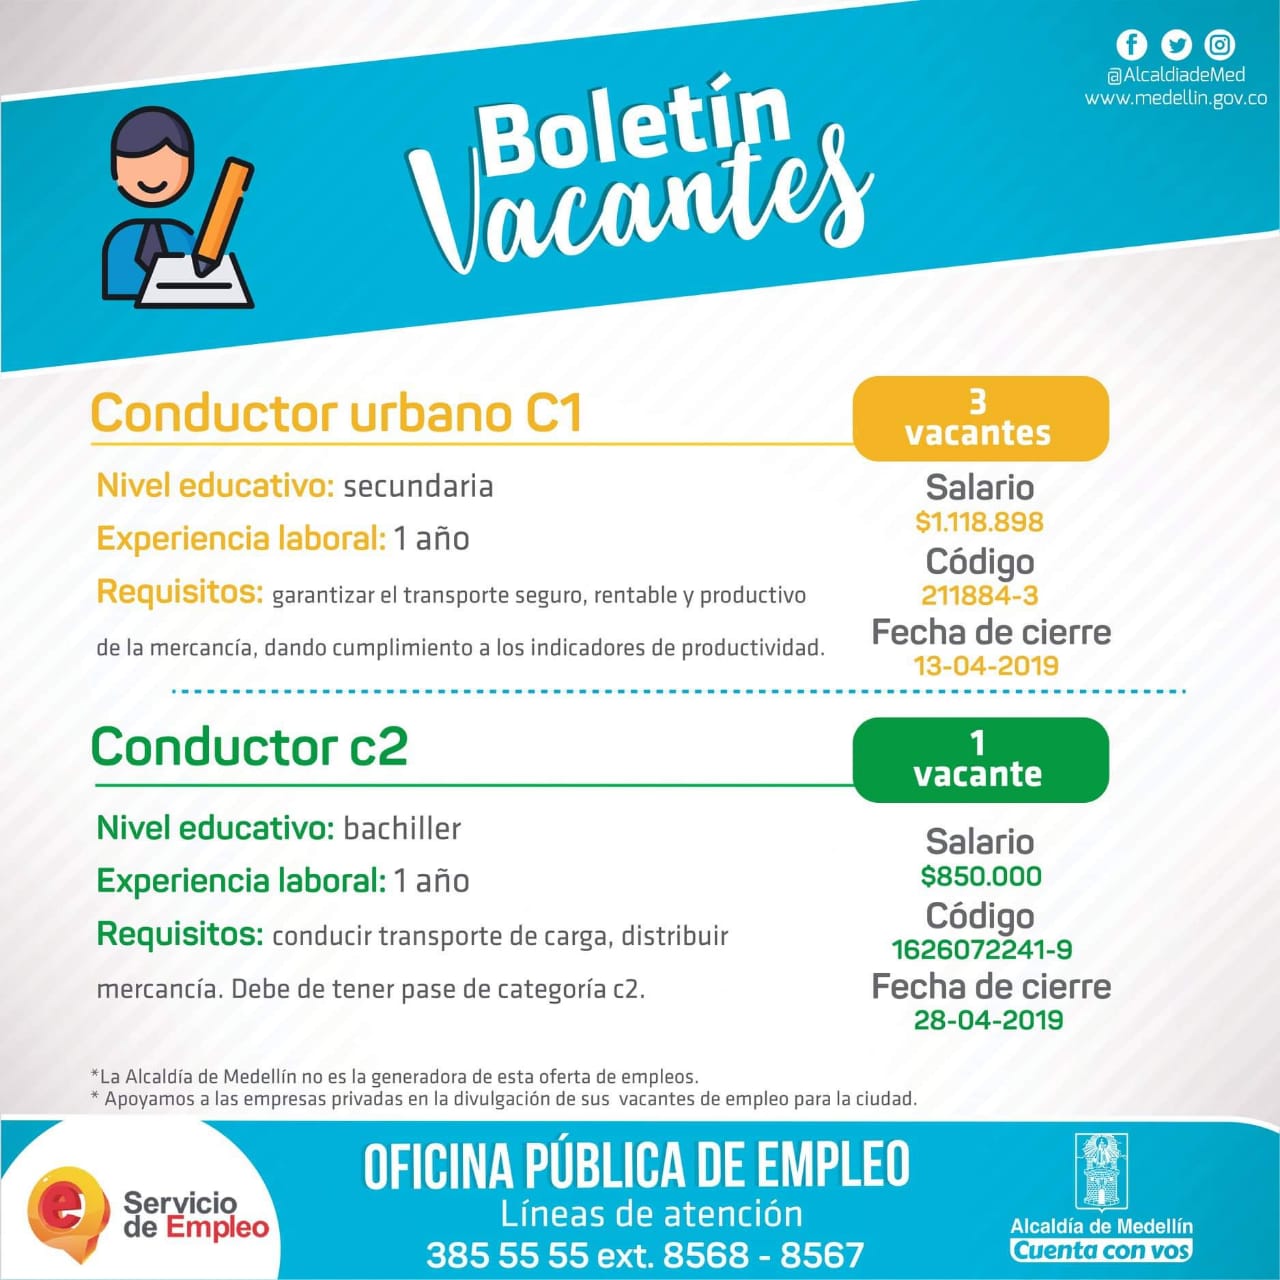 @AlcaldiadeMed
www.medellin.gov.co
Boletín
Vacantes
Conductor urbano C1
3
vacantes
Nivel educativo: secundaria
Experiencia laboral: 1 año
Requisitos: garantizar el transporte seguro, rentable y productivo
de la mercancía, dando cumplimiento a los indicadores de productividad.
Salario
$1.118.898
Código
211884-3
Fecha de cierre
13-04-2019
Conductor c2
1
vacante
Nivel educativo: bachiller
Experiencia laboral: 1 año
Requisitos: conducir transporte de carga, distribuir
mercancía. Debe de tener pase de categoría c2.
Salario
$850.000
Código
1626072241-9
Fecha de cierre
28-04-2019
*La Alcaldía de Medellín no es la generadora de esta oferta de empleos.
* Apoyamos a las empresas privadas en la divulgación de sus vacantes de empleo para la ciudad.
e
Servicio
de Empleo
OFICINA PÚBLICA DE EMPLEO
Líneas de atención
385 55 55 ext. 8568 - 8567
Alcaldía de Medellín
Cuenta con vos